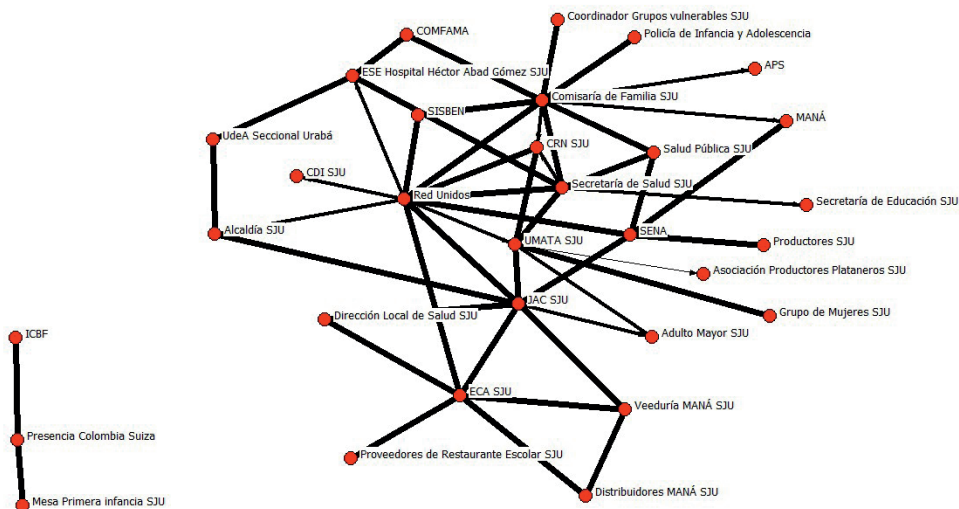 Coordinador Grupos vulnerables SJU
COMFAMA
Policía de Infancia y Adolescencia
APS
ESE Hospital Héctor Abad Gómez SJU
Comisaría de Familia SJU
SISBEN
MANÁ
UdeA Seccional Urabá
CRN SJU
Salud Pública SJU
CDI SJU
Secretaría de Salud SJU
Red Unidos
Secretaría de Educación SJU
Alcaldía SJU
SENA
UMATA SJU
Productores SJU
Asociación Productores Plataneros SJU
JAC SJU
Dirección Local de Salud SJU
Grupo de Mujeres SJU
Adulto Mayor SJU
ICBF
ECA SJU
Veeduría MANÁ SJU
Presencia Colombia Suiza
Proveedores de Restaurante Escolar SJU
Distribuidores MANÁ SJU
Mesa Primera infancia SJU